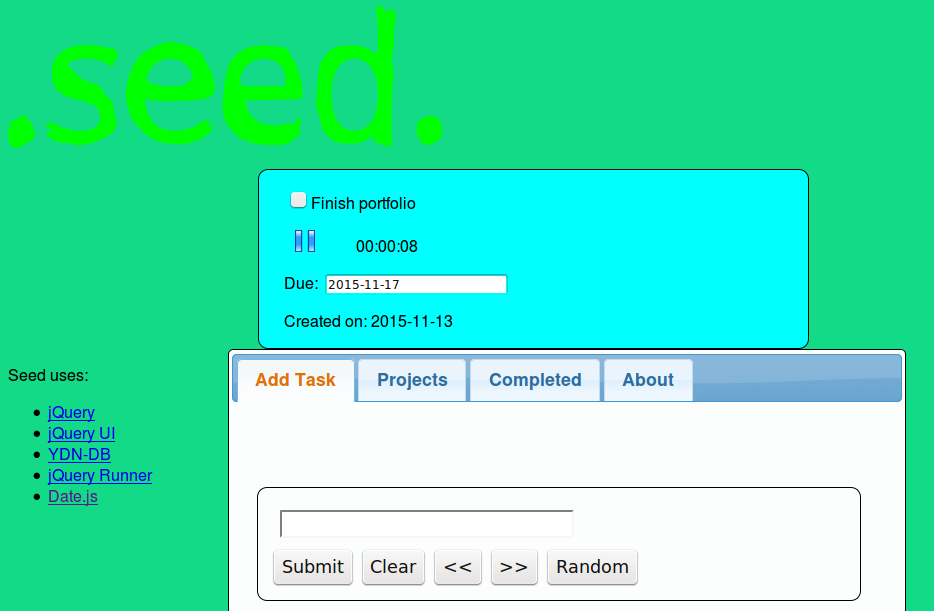 .seed.
Finish portfolio
00:00:08
Due: 2015-11-17
Created on: 2015-11-13
Seed uses:
jQuery
jQuery UI
YDN-DB
jQuery Runner
Date.js
Add Task Projects Completed About
Submit Clear << >> Random